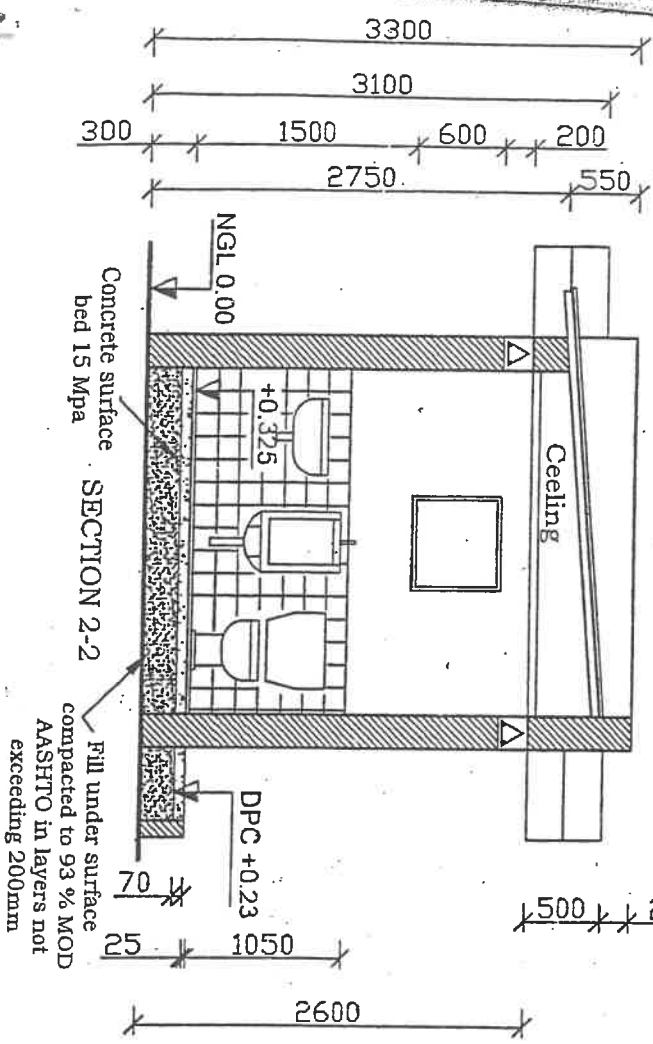 3300
3100
300
1500
600
200
2750
550
NGL 0.00
+0.325
Ceeling
Concrete surface
bed 15 Mpa
SECTION 2-2
DPC +0.23
Fill under surface
compacted to 93 % MOD
AASHTO in layers not
exceeding 200mm
70
25
1050
500
2600